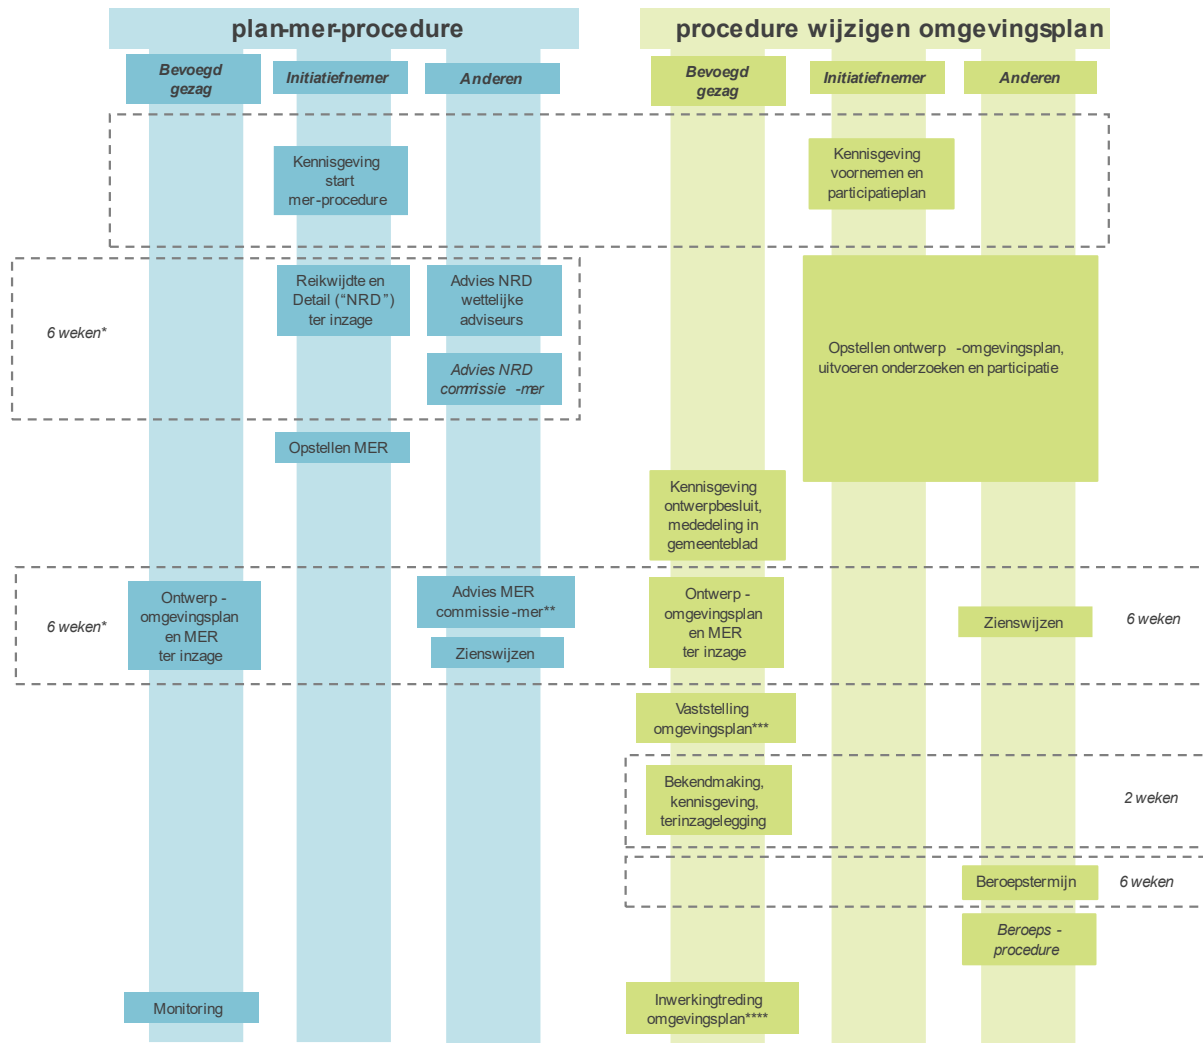 plan-mer-procedure
procedure wijzigen omgevingsplan
Bevoegd
gezag
Initiatiefnemer
Anderen
Bevoegd
gezag
Initiatiefnemer
Anderen
Kennisgeving
start
mer-procedure
Kennisgeving
voornemen en
participatieplan
6 weken*
Reikwijdte en
Detail (“NRD”)
ter inzage
Advies NRD
wettelijke
adviseurs
Advies NRD
commissie -mer
Opstellen ontwerp -omgevingsplan,
uitvoeren onderzoeken en participatie
Opstellen MER
Kennisgeving
ontwerpbesluit,
mededeling in
gemeenteblad
6 weken*
Ontwerp -
omgevingsplan
en MER
ter inzage
Advies MER
commissie -mer**
Zienswijzen
Ontwerp -
omgevingsplan
en MER
ter inzage
Zienswijzen
6 weken
Vaststelling
omgevingsplan***
Bekendmaking,
kennisgeving,
terinzagelegging
2 weken
Beroepstermijn
6 weken
Beroeps -
procedure
Monitoring
Inwerkingtreding
omgevingsplan****